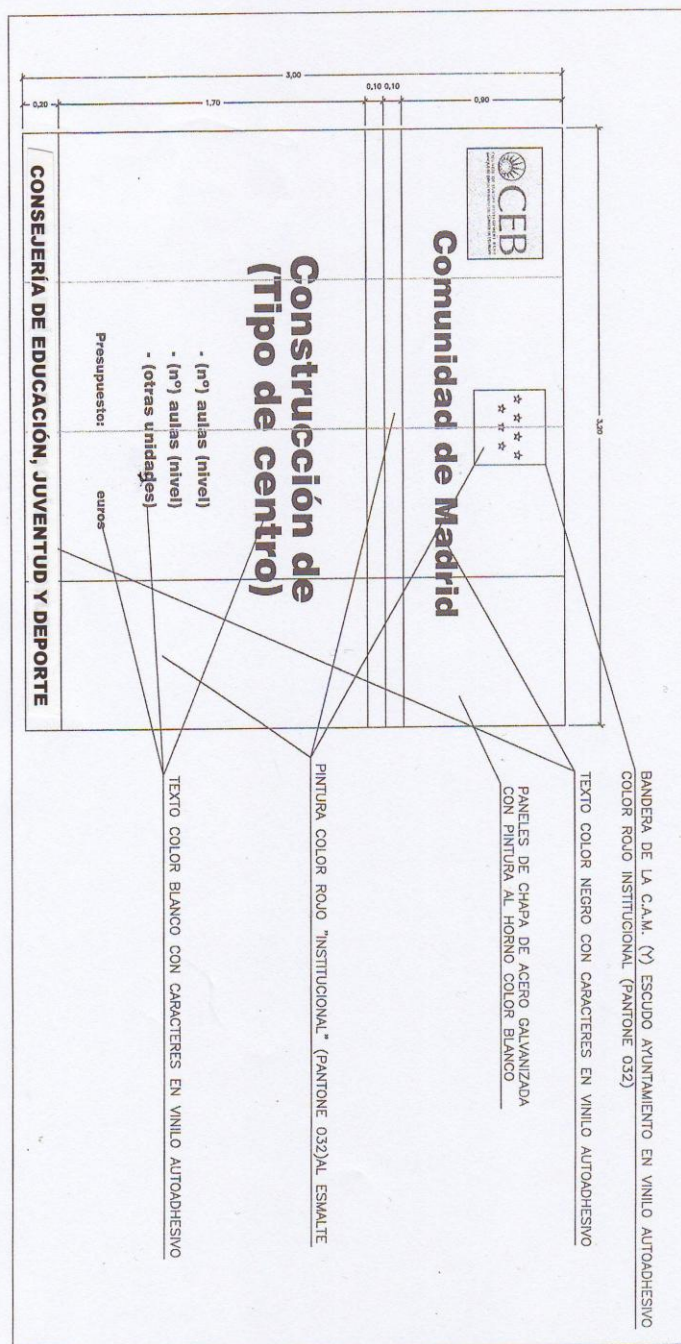 3,00
0,20
1,70
0,10
0,10
0,90
3,20
CEB
Comunidad de Madrid
Construcción de
(Tipo de centro)
- (nº) aulas (nivel)
- (nº) aulas (nivel)
- (otras unidades)
Presupuesto: euros
CONSEJERÍA DE EDUCACIÓN, JUVENTUD Y DEPORTE
BANDERA DE LA C.A.M. (Y) ESCUDO AYUNTAMIENTO EN VINILO AUTOADHESIVO
COLOR ROJO INSTITUCIONAL (PANTONE 032)
TEXTO COLOR NEGRO CON CARACTERES EN VINILO AUTOADHESIVO
PANELES DE CHAPA DE ACERO GALVANIZADA
CON PINTURA AL HORNO COLOR BLANCO
PINTURA COLOR ROJO "INSTITUCIONAL" (PANTONE 032)AL ESMALTE
TEXTO COLOR BLANCO CON CARACTERES EN VINILO AUTOADHESIVO